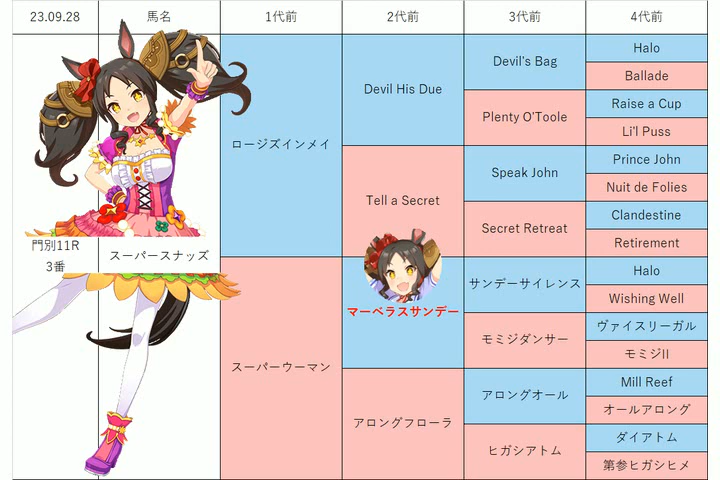 23.09.28 馬名 1代前 2代前 3代前 4代前
門別11R
3番
スーパースナッズ
ロージズインメイ
スーパーウーマン
Devil His Due
Tell a Secret
マーベラスサンデー
アロングフローラ
Devil's Bag
Plenty O'Toole
Speak John
Secret Retreat
サンデーサイレンス
モミジダンサー
アロングオール
ヒガシアトム
Halo
Ballade
Raise a Cup
Li'l Puss
Prince John
Nuit de Folies
Clandestine
Retirement
Halo
Wishing Well
ヴァイスリーガル
モミジII
Mill Reef
オールアロング
ダイアトム
第参ヒガシヒメ